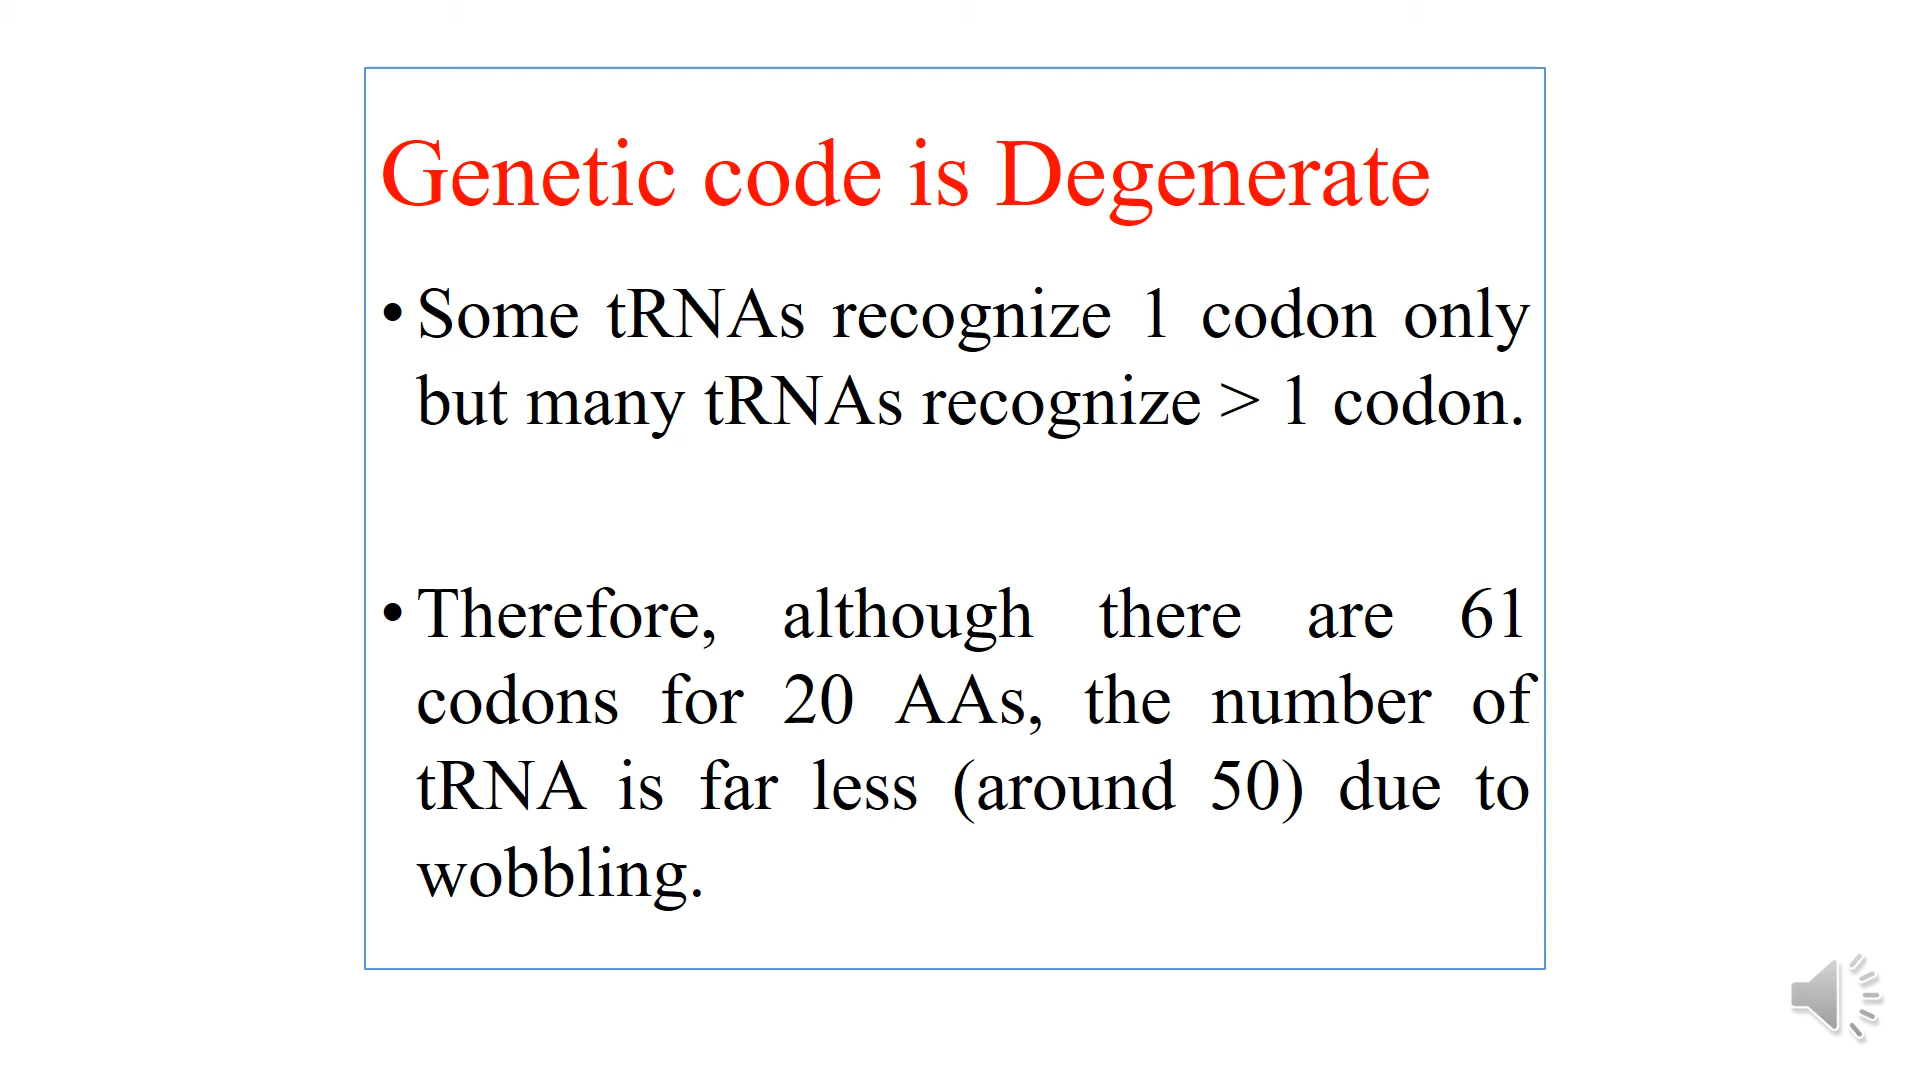 Genetic code is Degenerate
• Some tRNAs recognize 1 codon only
but many tRNAs recognize > 1 codon.
• Therefore, although there are 61
codons for 20 AAs, the number of
tRNA is far less (around 50) due to
wobbling.